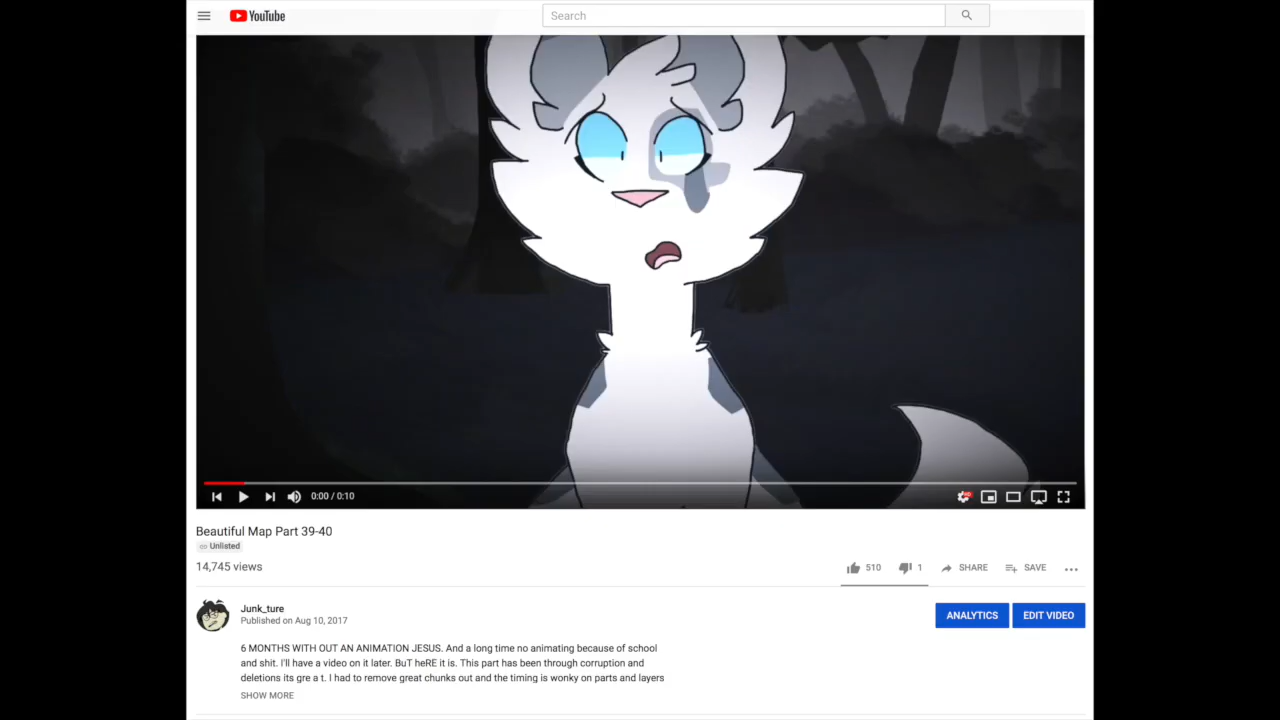 YouTube
Search
0:00 / 0:10
HD
Beautiful Map Part 39-40
Unlisted
14,745 views
510
1
SHARE
SAVE
Junk_ture
Published on Aug 10, 2017
ANALYTICS
EDIT VIDEO
6 MONTHS WITH OUT AN ANIMATION JESUS. And a long time no animating because of school
and shit. I'll have a video on it later. BuT heRE it is. This part has been through corruption and
deletions its gre a t. I had to remove great chunks out and the timing is wonky on parts and layers
SHOW MORE